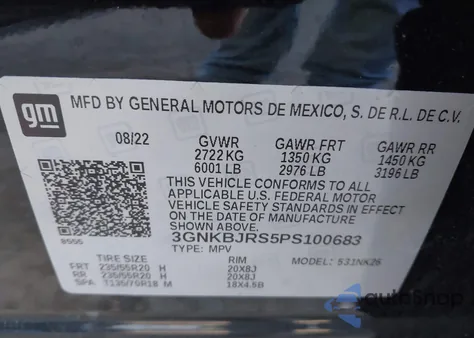 gm
MFD BY GENERAL MOTORS DE MEXICO, S. DE R.L. DE C.V.
08/22 GVWR GAWR FRT GAWR RR
2722 KG 1350 KG 1450 KG
6001 LB 2976 LB 3196 LB
THIS VEHICLE CONFORMS TO ALL
APPLICABLE U.S. FEDERAL MOTOR
VEHICLE SAFETY STANDARDS IN EFFECT
ON THE DATE OF MANUFACTURE
SHOWN ABOVE.
3GNKBJRS5PS100683
TYPE: MPV MODEL: 531NK26
TIRE SIZE RIM
FRT 235/55R20 H 20X8J
RR 235/55R20 H 20X8J
SPA T135/70R18 M 18X4.5B
AutoSnap